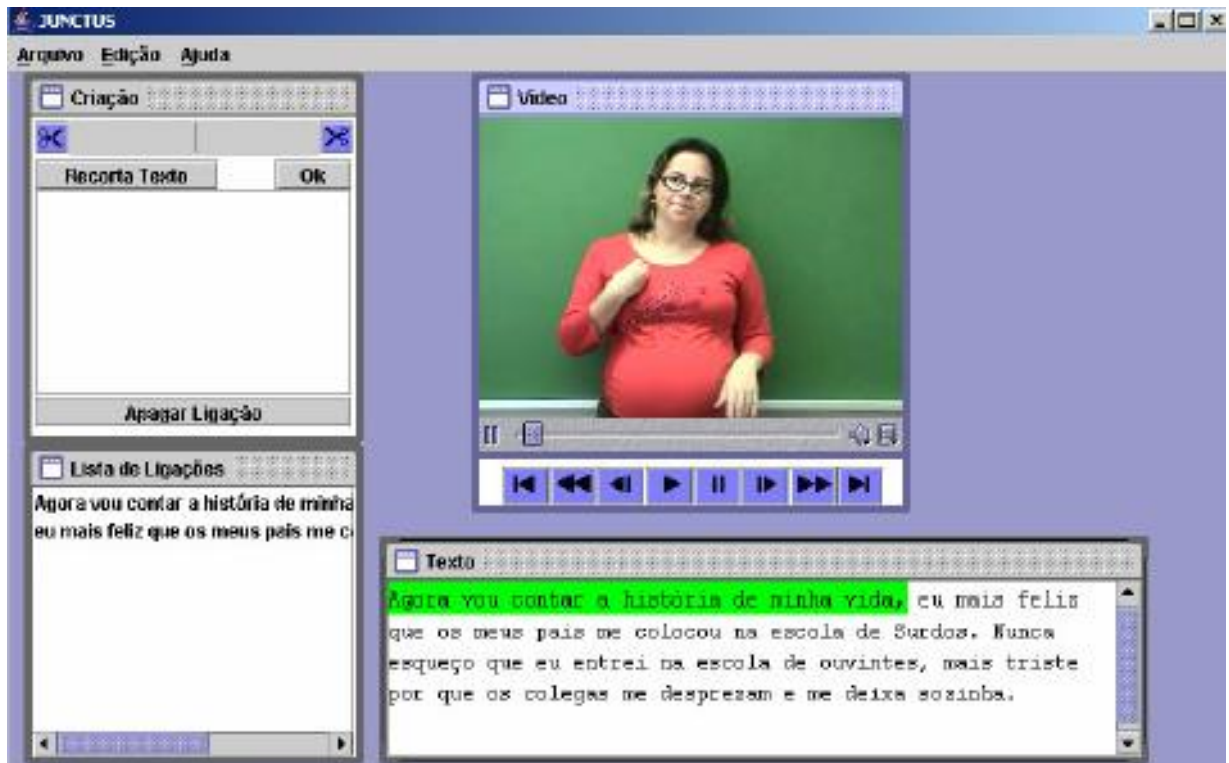 JUNCTUS
Arquivo Edição Ajuda
Criação
Recorta Texto Ok
Apagar Ligação
Lista de Ligações
Agora vou contar a história de minha
eu mais feliz que os meus pais me c
Vídeo
Texto
Agora vou contar a história de minha vida, eu mais feliz
que os meus pais me colocou na escola de Surdos. Nunca
esqueço que eu entrei na escola de ouvintes, mais triste
por que os colegas me desprezam e me deixa sozinha.